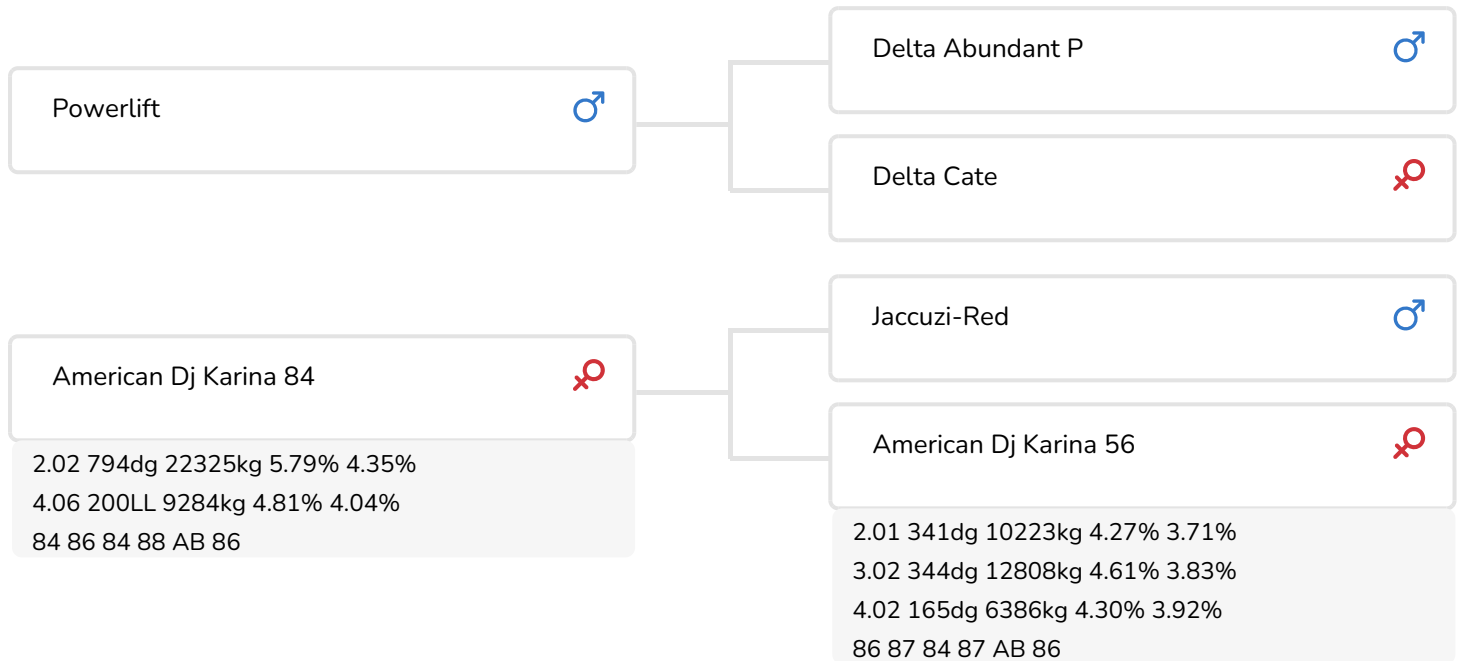 Powerlift
Delta Abundant P
Delta Cate
American Dj Karina 84
2.02 794dg 22325kg 5.79% 4.35%
4.06 200LL 9284kg 4.81% 4.04%
84 86 84 88 AB 86
Jaccuzi-Red
American Dj Karina 56
2.01 341dg 10223kg 4.27% 3.71%
3.02 344dg 12808kg 4.61% 3.83%
4.02 165dg 6386kg 4.30% 3.92%
86 87 84 87 AB 86